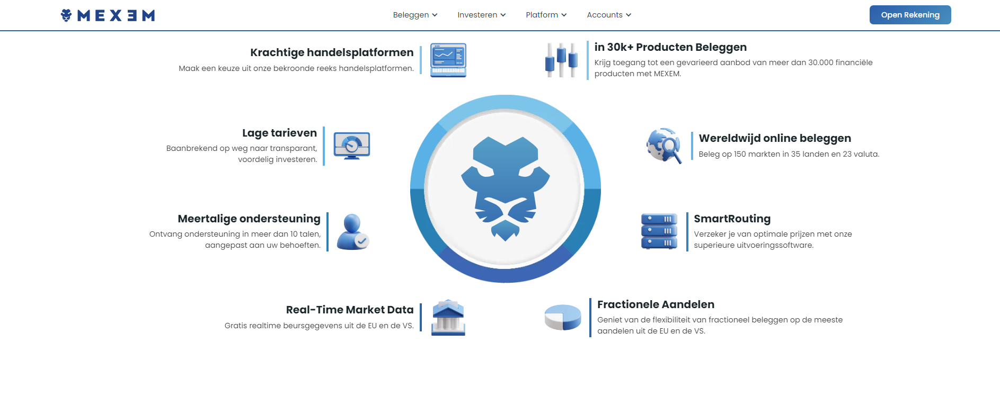 MEXEM
Beleggen
Investeren
Platform
Accounts
Open Rekening
Krachtige handelsplatformen
Maak een keuze uit onze bekroonde reeks handelsplatformen.
in 30k+ Producten Beleggen
Krijg toegang tot een gevarieerd aanbod van meer dan 30.000 financiële
producten met MEXEM.
Lage tarieven
Baanbrekend op weg naar transparant,
voordelig investeren.
Wereldwijd online beleggen
Beleg op 150 markten in 35 landen en 23 valuta.
Meertalige ondersteuning
Ontvang ondersteuning in meer dan 10 talen,
aangepast aan uw behoeften.
SmartRouting
Verzeker je van optimale prijzen met onze
superieure uitvoeringssoftware.
Real-Time Market Data
Gratis realtime beursgegevens uit de EU en de VS.
Fractionele Aandelen
Geniet van de flexibiliteit van fractioneel beleggen op de meeste
aandelen uit de EU en de VS.